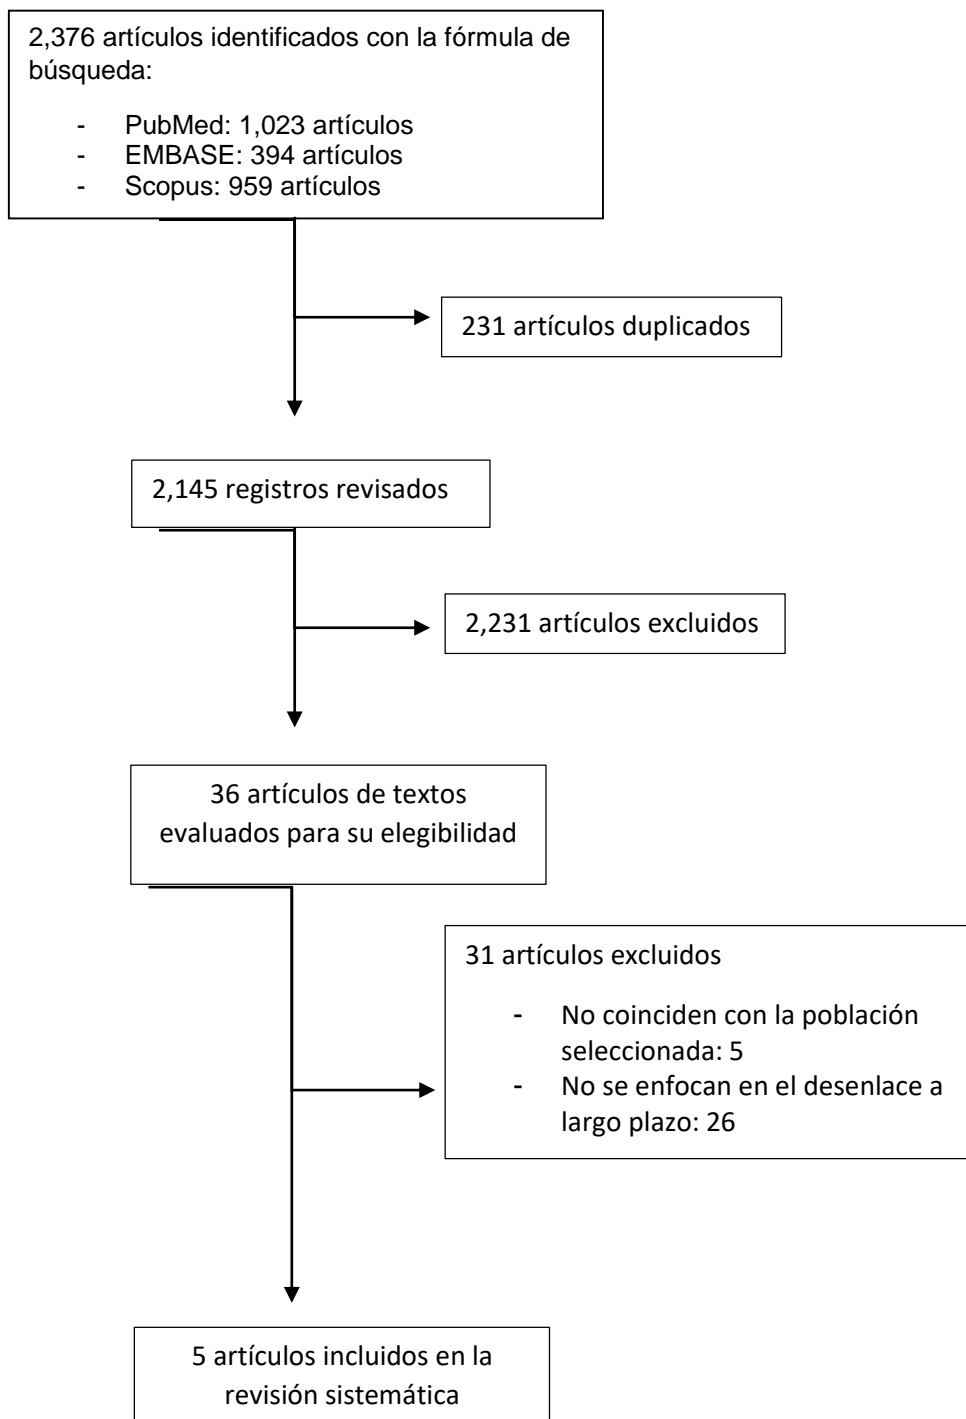 2,376 artículos identificados con la fórmula de
búsqueda:
- PubMed: 1,023 artículos
- EMBASE: 394 artículos
- Scopus: 959 artículos
231 artículos duplicados
2,145 registros revisados
2,231 artículos excluidos
36 artículos de textos
evaluados para su elegibilidad
31 artículos excluidos
- No coinciden con la población
seleccionada: 5
- No se enfocan en el desenlace a
largo plazo: 26
5 artículos incluidos en la
revisión sistemática